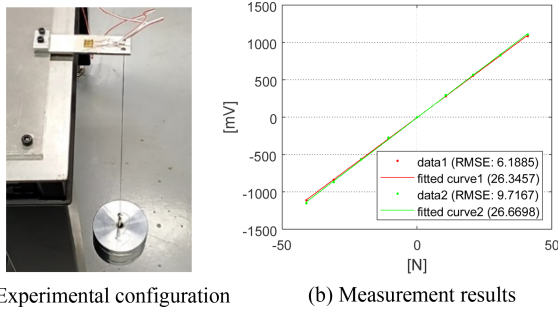 1500
1000
500
0
-500
-1000
-1500
[mV]
data1 (RMSE: 6.1885)
fitted curve1 (26.3457)
data2 (RMSE: 9.7167)
fitted curve2 (26.6698)
-50
0
50
[N]
Experimental configuration
(b) Measurement results